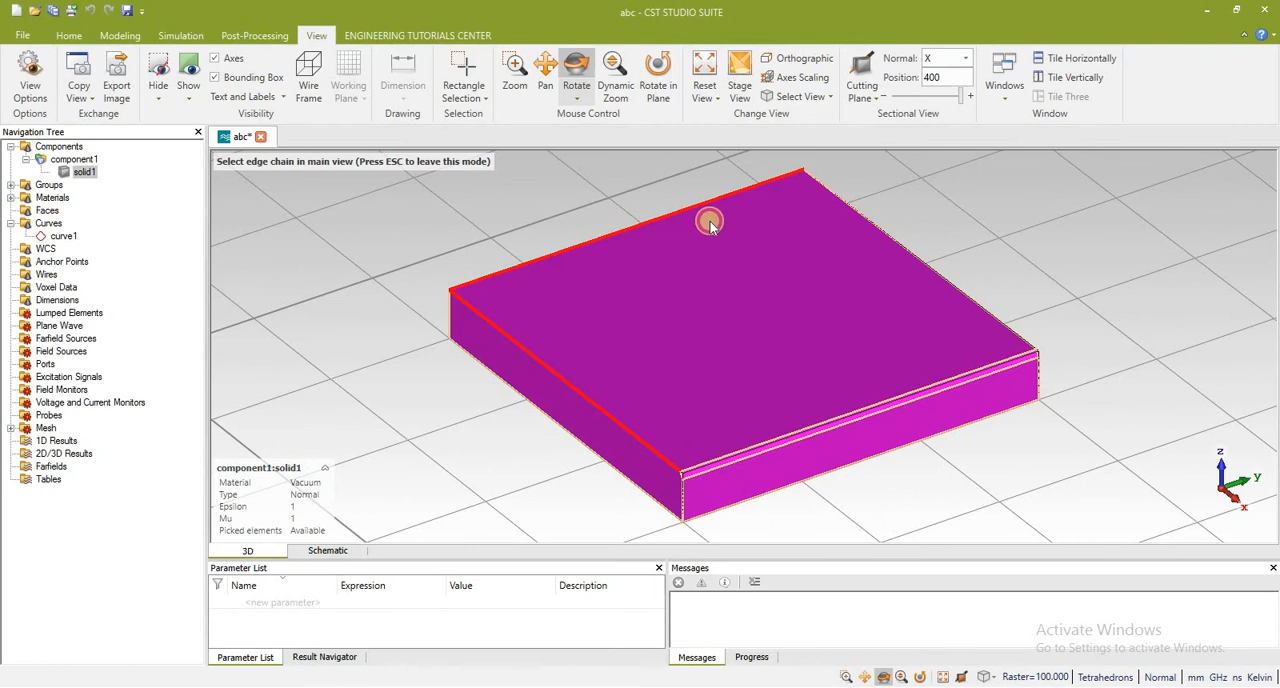 abc - CST STUDIO SUITE
File Home Modeling Simulation Post-Processing View ENGINEERING TUTORIALS CENTER
View Options
Copy View
Export Image
Hide
Show
Axes
Bounding Box
Text and Labels
Wire Frame
Working Plane
Dimension
Rectangle Selection
Zoom
Pan
Rotate
Dynamic Zoom
Rotate in Plane
Reset View
Stage View
Orthographic
Axes Scaling
Select View
Cutting Plane
Normal: X
Position: 400
Windows
Tile Horizontally
Tile Vertically
Tile Three
Options Exchange Visibility Drawing Selection Mouse Control Change View Sectional View Window
Navigation Tree
Components
component1
solid1
Groups
Materials
Faces
Curves
curve1
WCS
Anchor Points
Wires
Voxel Data
Dimensions
Lumped Elements
Plane Wave
Farfield Sources
Field Sources
Ports
Excitation Signals
Field Monitors
Voltage and Current Monitors
Probes
Mesh
1D Results
2D/3D Results
Farfields
Tables
abc*
Select edge chain in main view (Press ESC to leave this mode)
component1:solid1
Material Vacuum
Type Normal
Epsilon 1
Mu 1
Picked elements Available
z
y
x
3D Schematic
Parameter List
Name Expression Value Description
<new parameter>
Parameter List Result Navigator
Messages
Activate Windows
Go to Settings to activate Windows.
Messages Progress
Raster=100.000 Tetrahedrons Normal mm GHz ns Kelvin